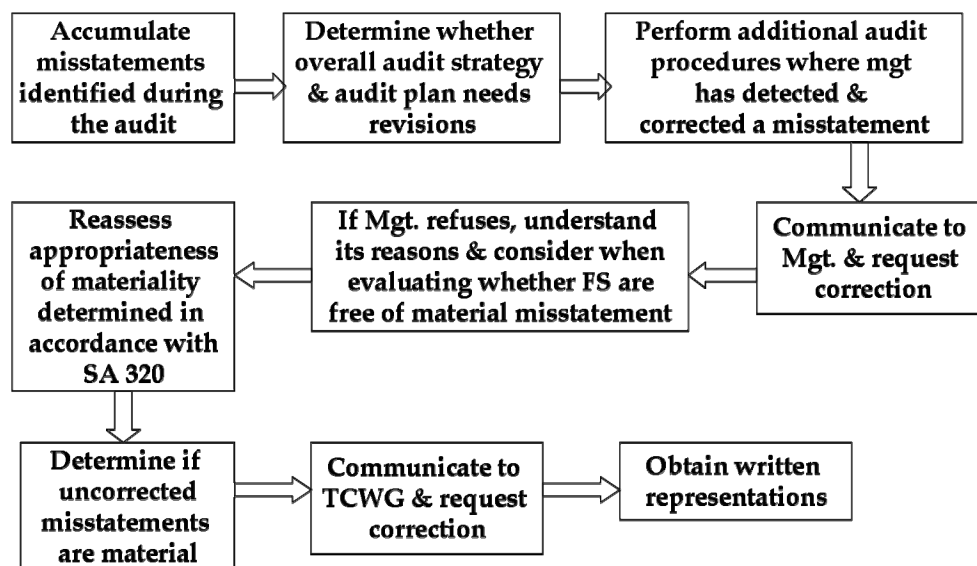 Accumulate
misstatements
identified during
the audit
Determine whether
overall audit strategy
& audit plan needs
revisions
Perform additional audit
procedures where mgt
has detected &
corrected a misstatement
Communicate to
Mgt. & request
correction
If Mgt. refuses, understand
its reasons & consider when
evaluating whether FS are
free of material misstatement
Reassess
appropriateness
of materiality
determined in
accordance with
SA 320
Determine if
uncorrected
misstatements
are material
Communicate to
TCWG & request
correction
Obtain written
representations